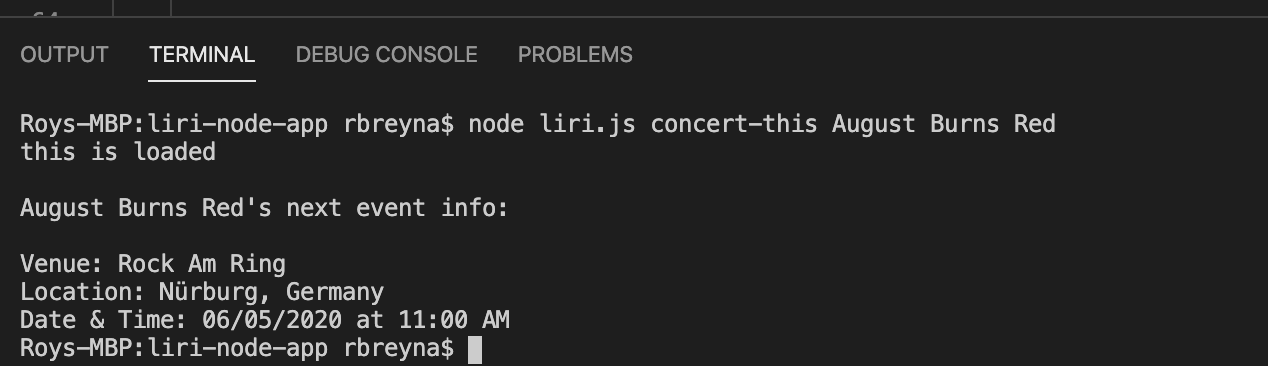 OUTPUT TERMINAL DEBUG CONSOLE PROBLEMS
Roys-MBP:liri-node-app rbreyna$ node liri.js concert-this August Burns Red
this is loaded
August Burns Red's next event info:
Venue: Rock Am Ring
Location: Nürburg, Germany
Date & Time: 06/05/2020 at 11:00 AM
Roys-MBP:liri-node-app rbreyna$